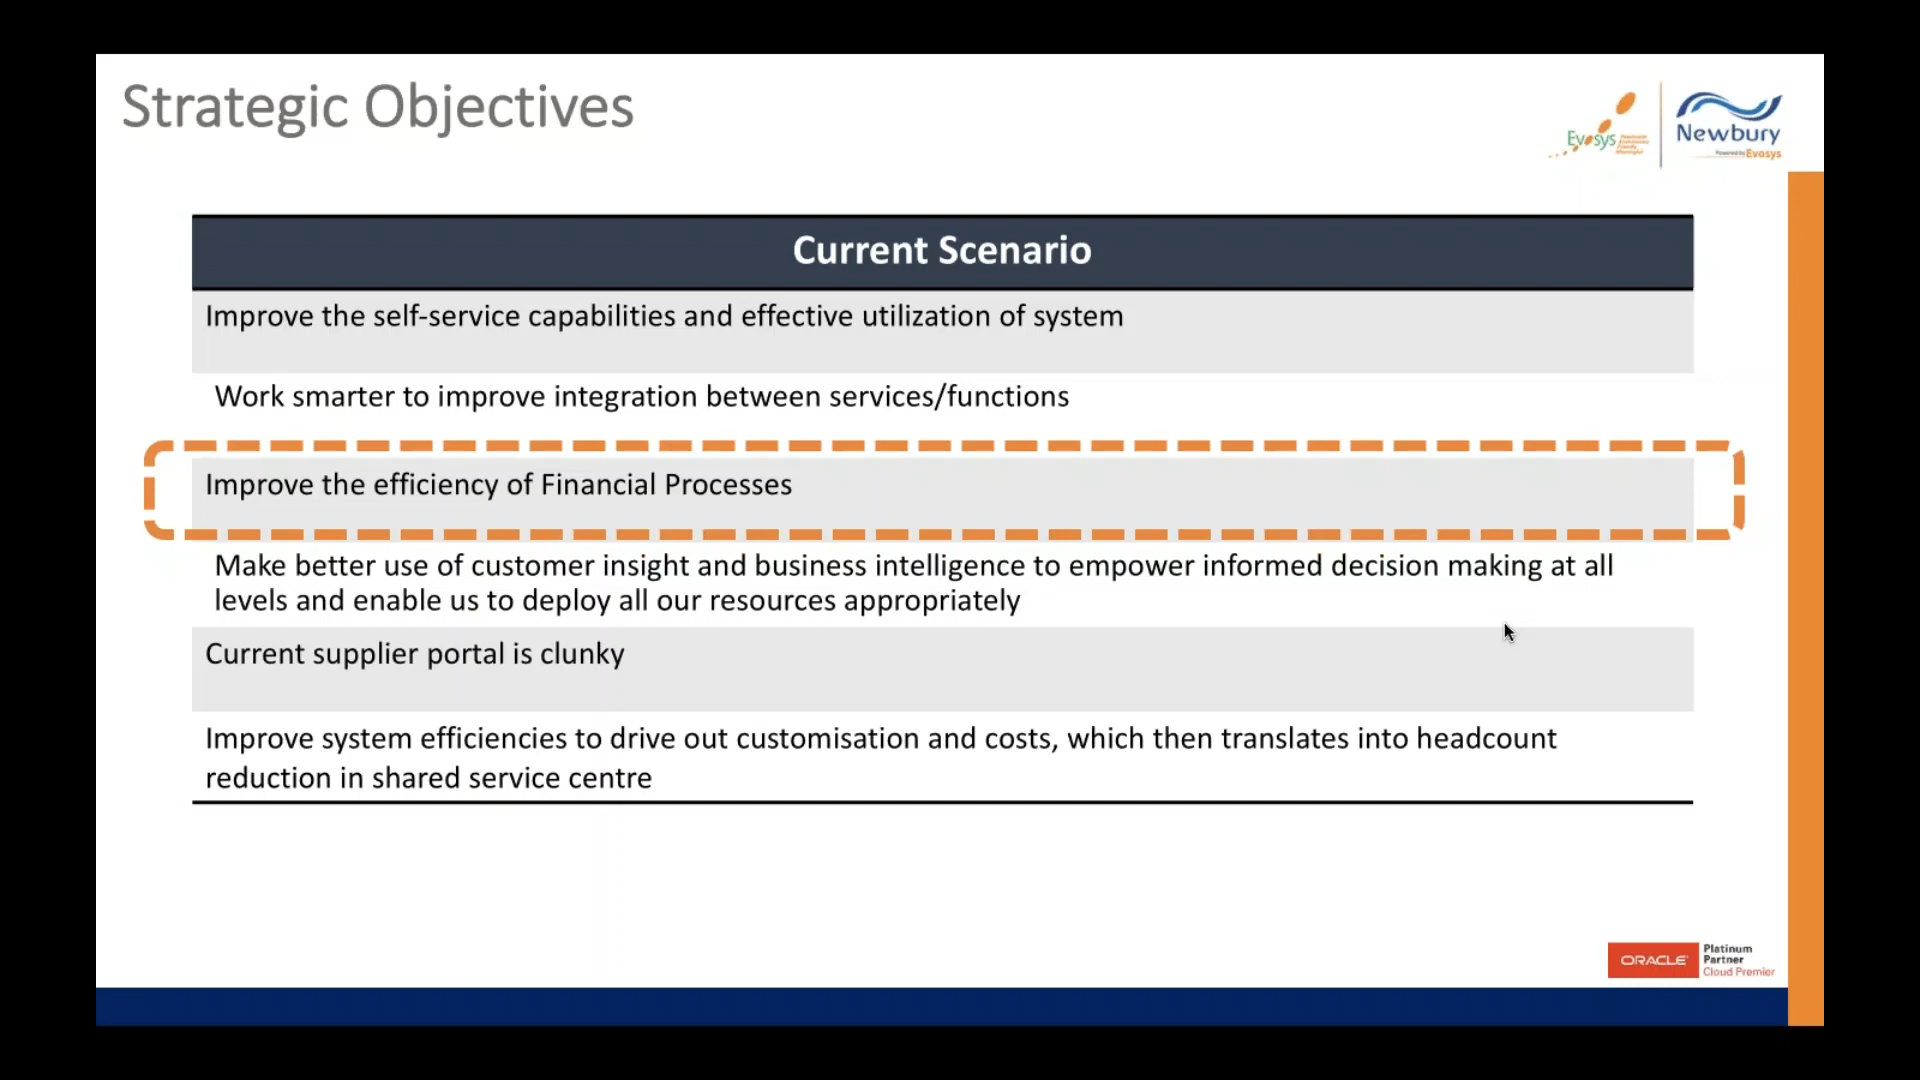 Strategic Objectives
Evosys
Newbury
Powered by Evosys
Current Scenario
Improve the self-service capabilities and effective utilization of system
Work smarter to improve integration between services/functions
Improve the efficiency of Financial Processes
Make better use of customer insight and business intelligence to empower informed decision making at all
levels and enable us to deploy all our resources appropriately
Current supplier portal is clunky
Improve system efficiencies to drive out customisation and costs, which then translates into headcount
reduction in shared service centre
ORACLE
Platinum
Partner
Cloud Premier